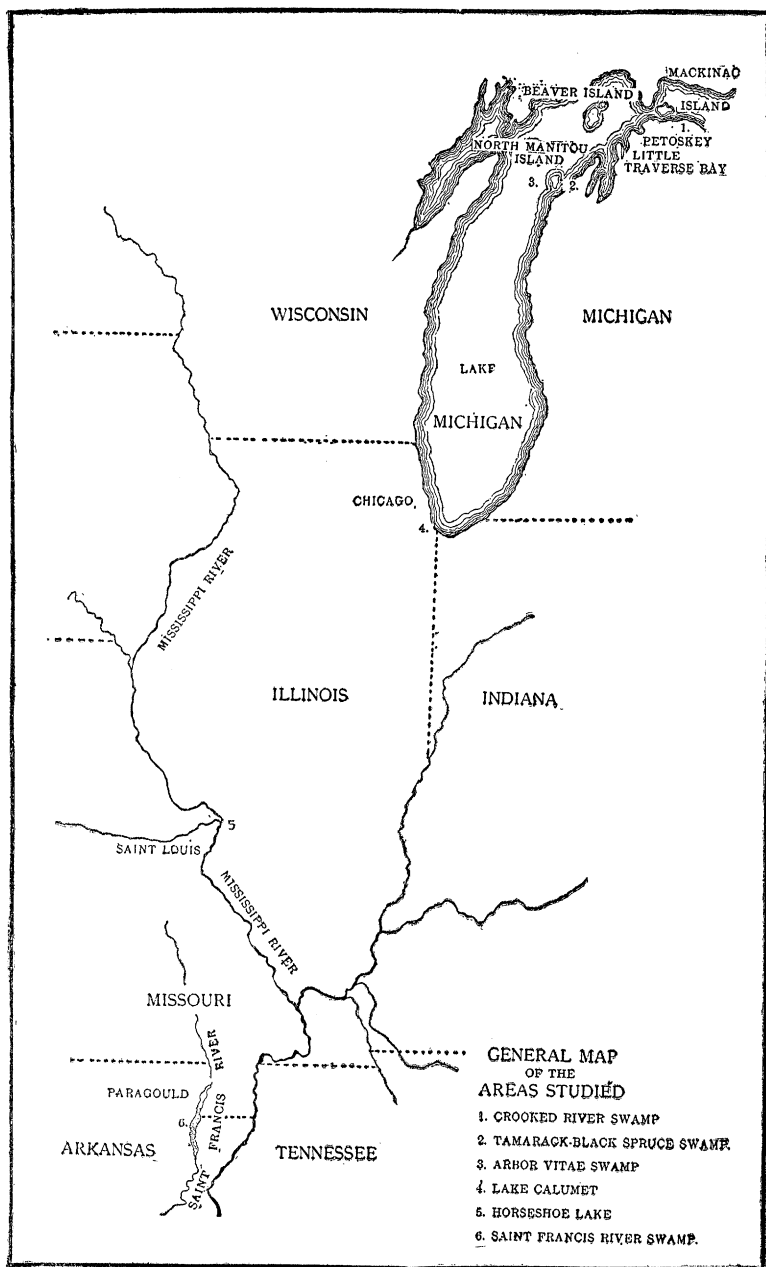 MACKINAC
BEAVER ISLAND
ISLAND
1.
NORTH MANITOU
ISLAND
PETOSKEY
LITTLE
TRAVERSE BAY
3.
2.
WISCONSIN
MICHIGAN
LAKE
MICHIGAN
CHICAGO
4.
MISSISSIPPI RIVER
ILLINOIS
INDIANA
5
SAINT LOUIS
MISSISSIPPI RIVER
MISSOURI
RIVER
PARAGOULD
FRANCIS
6.
ARKANSAS
SAINT
TENNESSEE
GENERAL MAP
OF THE
AREAS STUDIED
1. CROOKED RIVER SWAMP
2. TAMARACK-BLACK SPRUCE SWAMP.
3. ARBOR VITAE SWAMP
4. LAKE CALUMET
5. HORSESHOE LAKE
6. SAINT FRANCIS RIVER SWAMP.